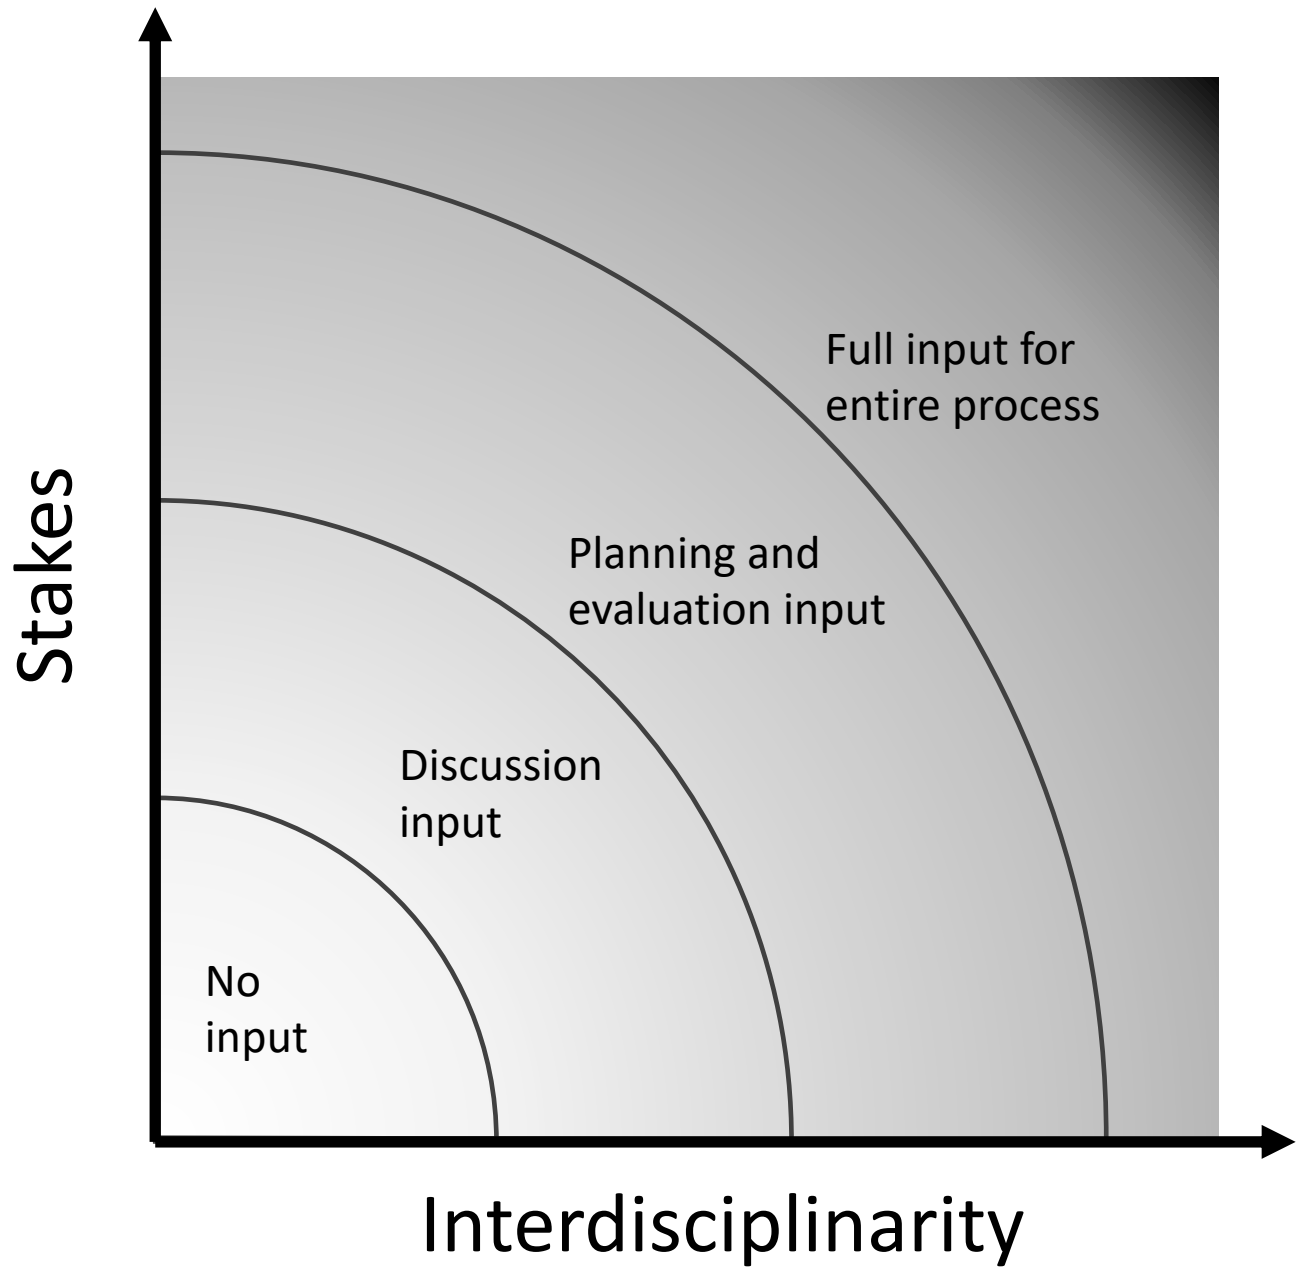 Full input for
entire process
Planning and
evaluation input
Discussion
input
No
input
Stakes
Interdisciplinarity